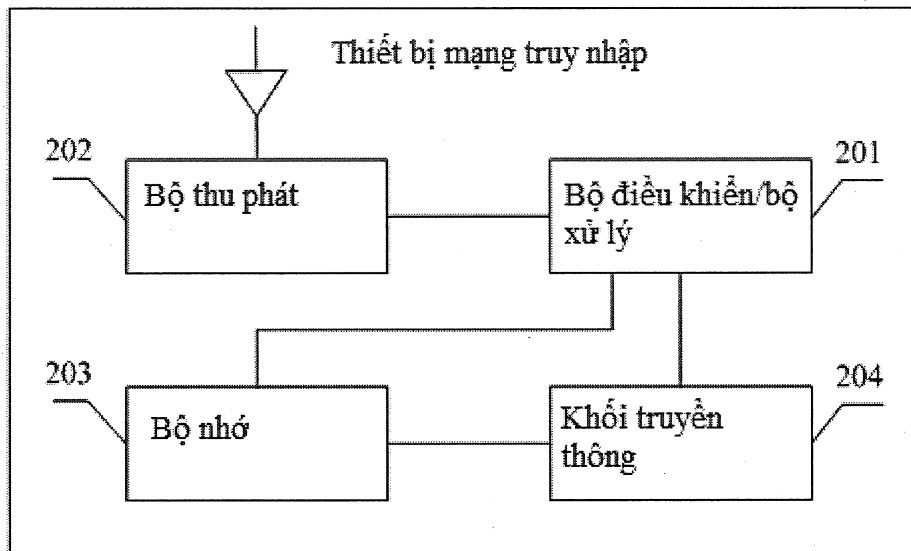 Thiết bị mạng truy nhập
202
Bộ thu phát
201
Bộ điều khiển/bộ
xử lý
203
Bộ nhớ
204
Khối truyền
thông